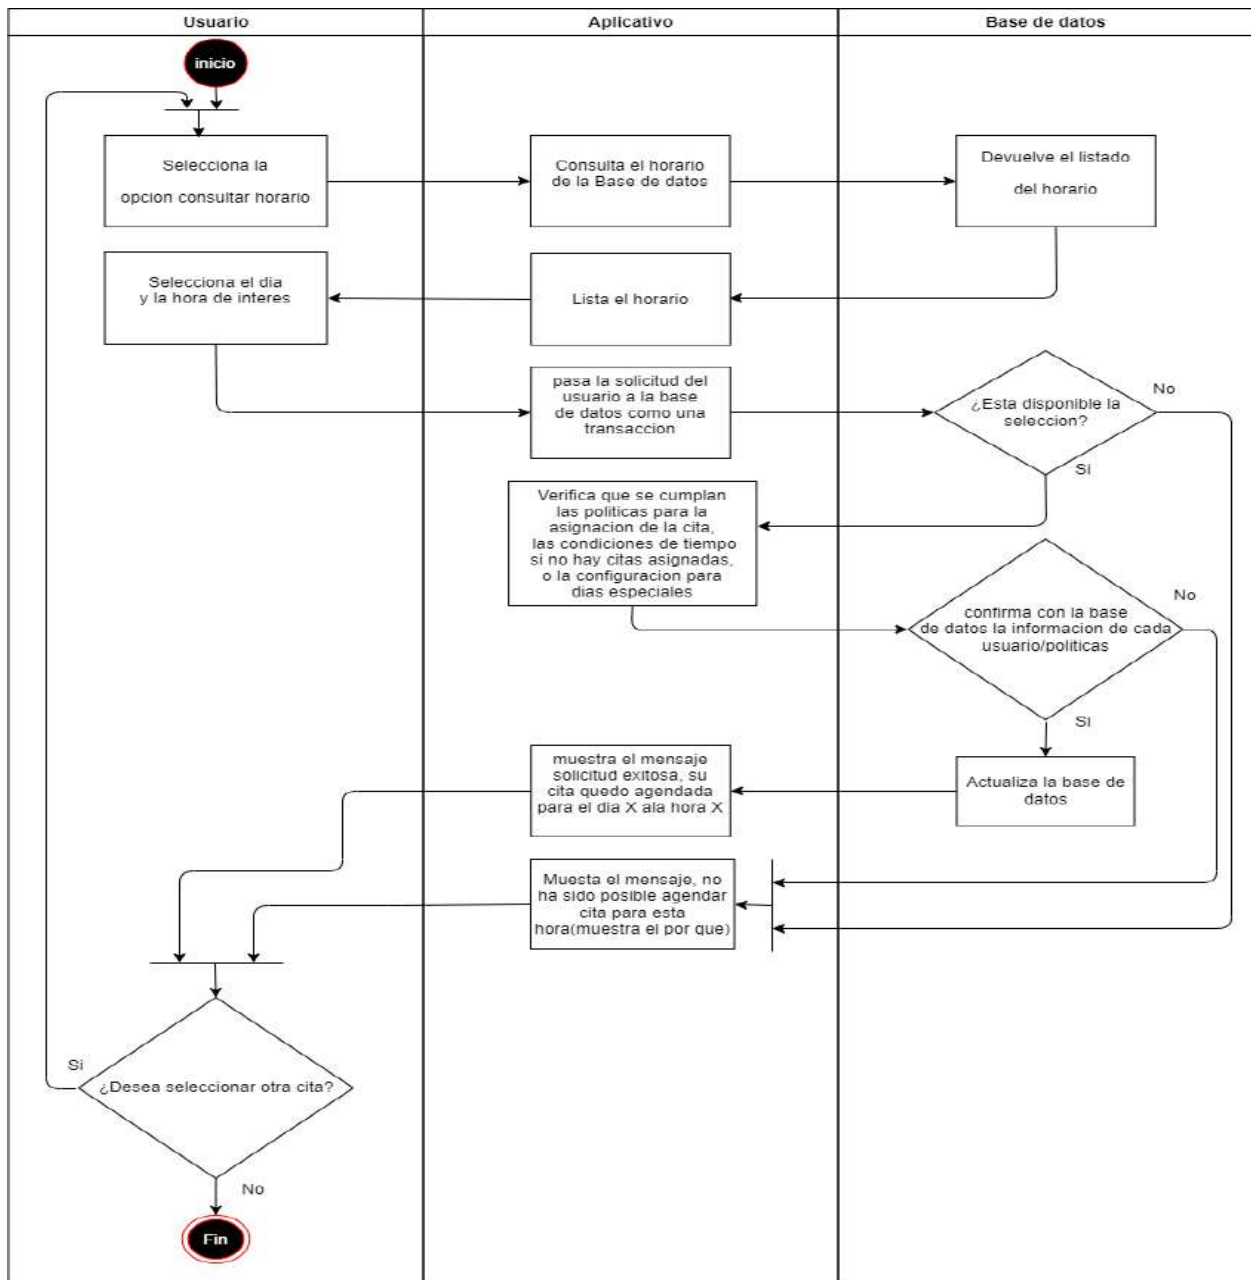 Usuario
Aplicativo
Base de datos
inicio
Selecciona la
opcion consultar horario
Consulta el horario
de la Base de datos
Devuelve el listado
del horario
Selecciona el dia
y la hora de interes
Lista el horario
pasa la solicitud del
usuario a la base
de datos como una
transaccion
¿Esta disponible la
seleccion?
No
Si
Verifica que se cumplan
las politicas para la
asignacion de la cita,
las condiciones de tiempo
si no hay citas asignadas,
o la configuracion para
dias especiales
confirma con la base
de datos la informacion de cada
usuario/politicas
No
Si
muestra el mensaje
solicitud exitosa, su
cita quedo agendada
para el dia X ala hora X
Actualiza la base de
datos
Muesta el mensaje, no
ha sido posible agendar
cita para esta
hora(muestra el por que)
Si
¿Desea seleccionar otra cita?
No
Fin